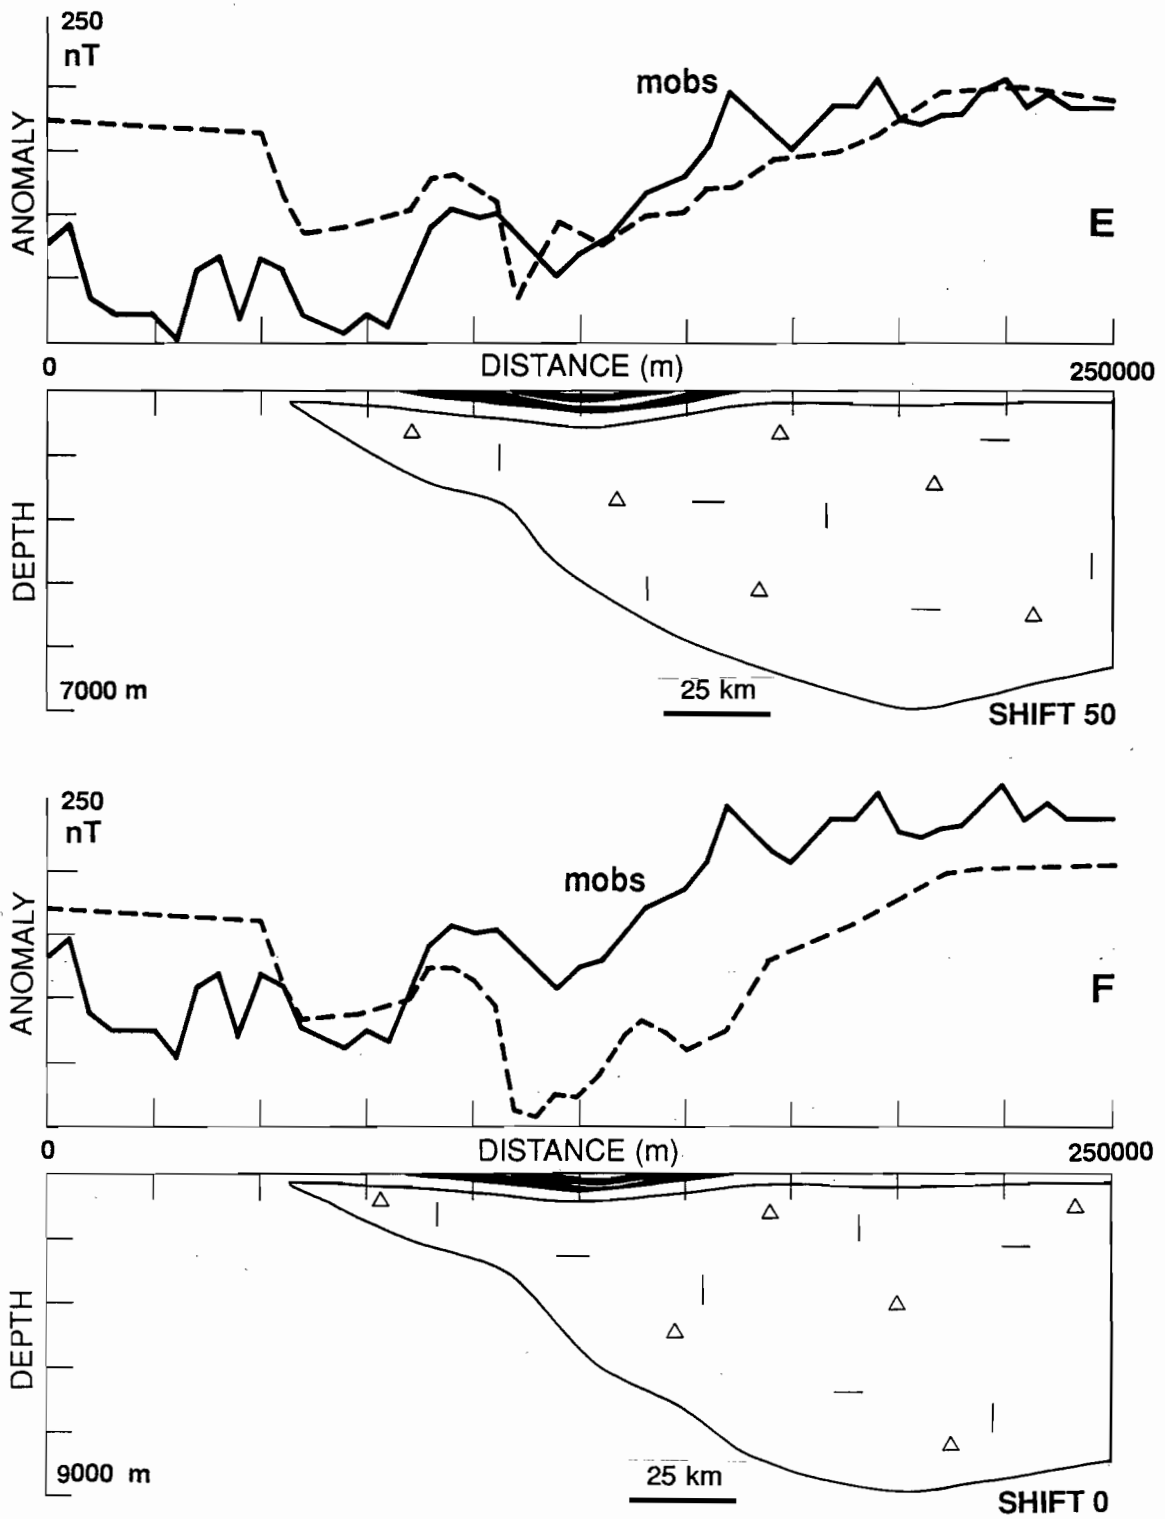 250
nT
mobs
ANOMALY
E
0
DISTANCE (m)
250000
DEPTH
7000 m
25 km
SHIFT 50
250
nT
mobs
ANOMALY
F
0
DISTANCE (m)
250000
DEPTH
9000 m
25 km
SHIFT 0